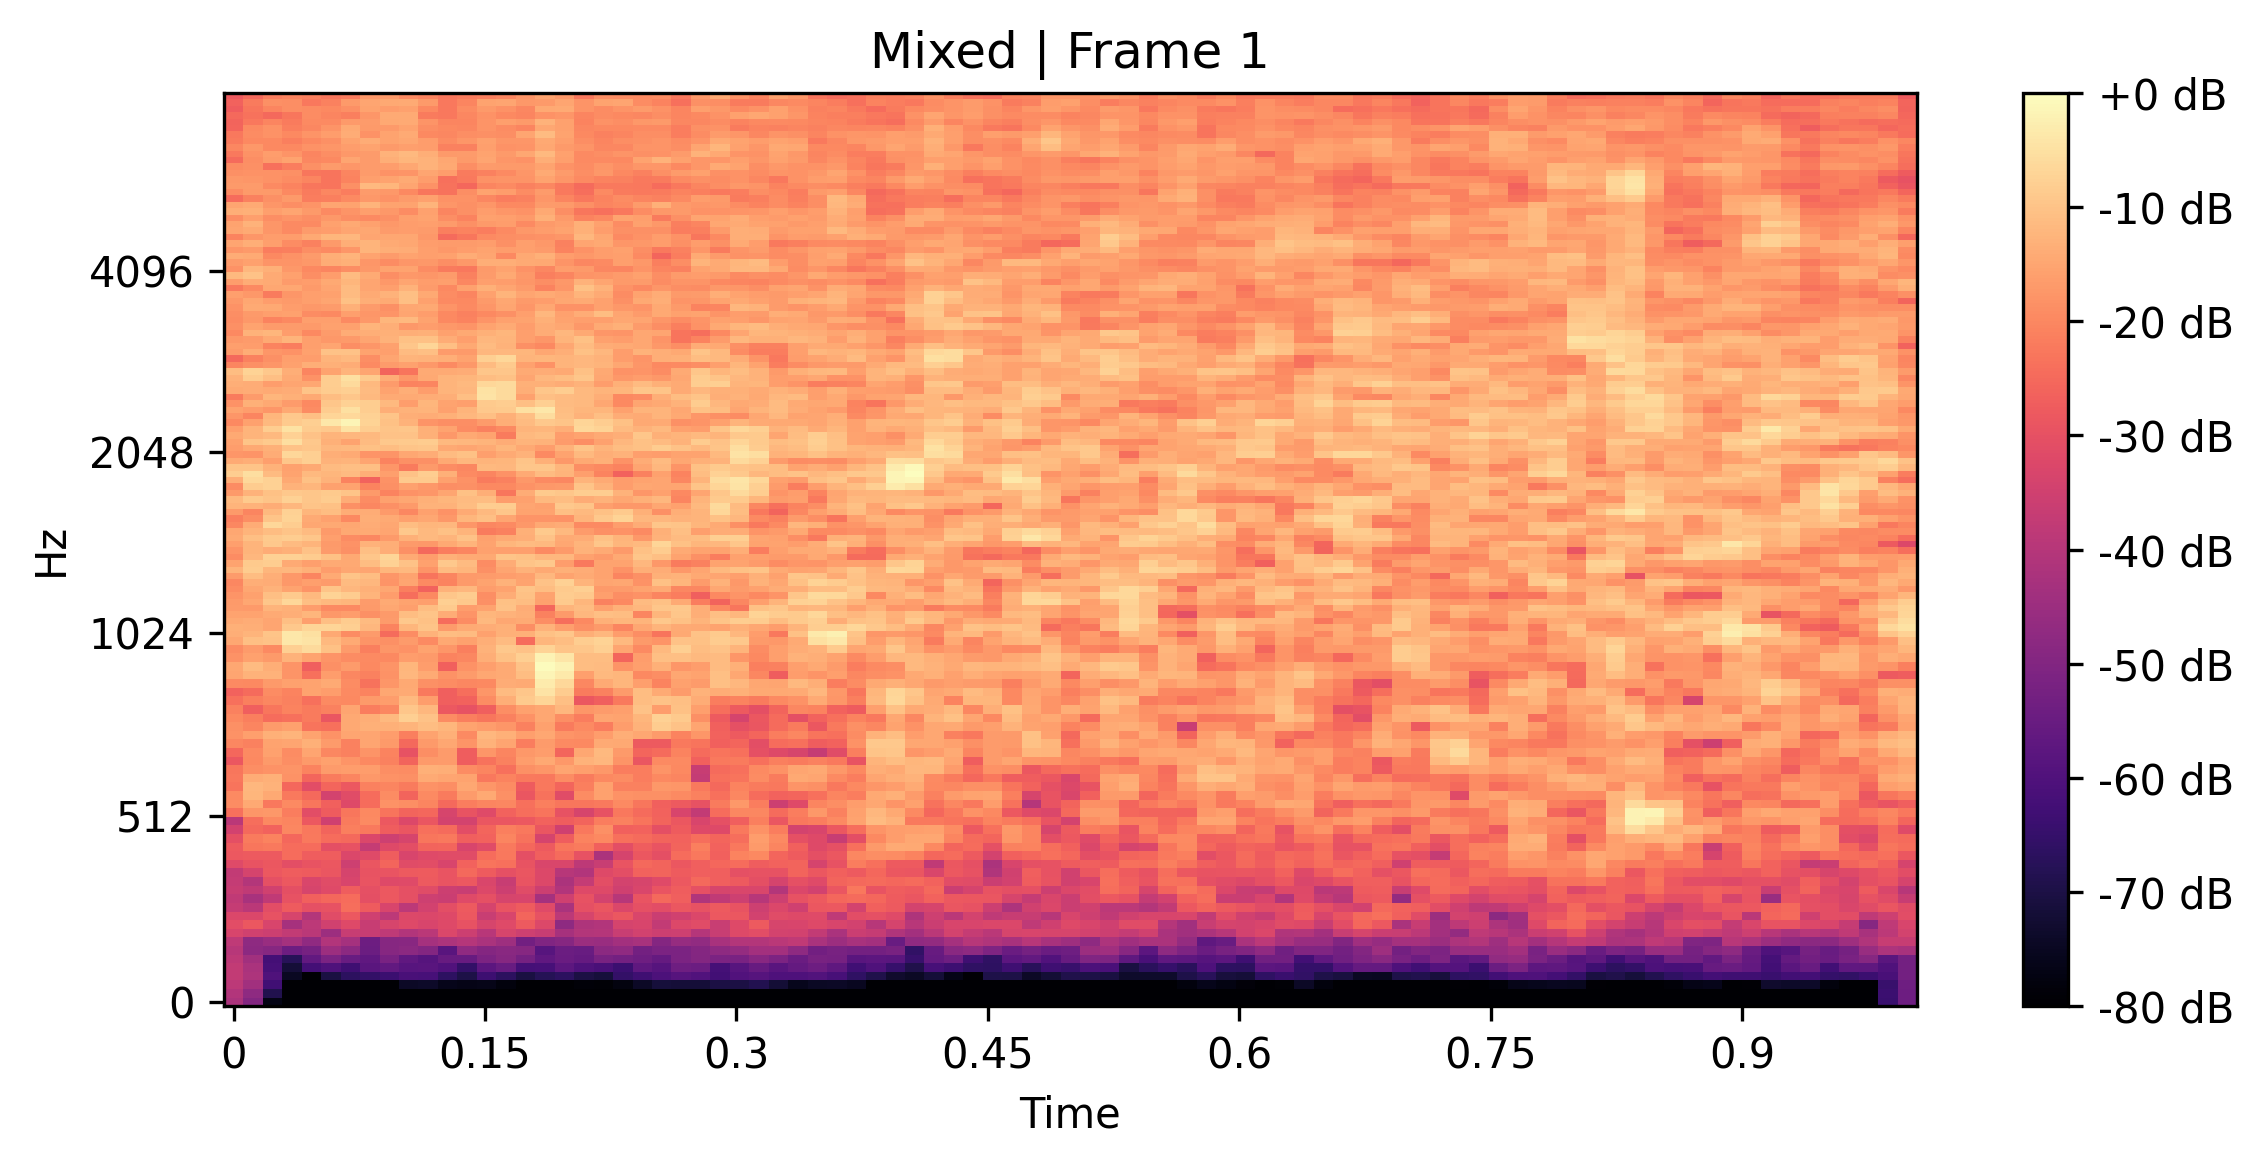 Mixed | Frame 1
Hz
4096
2048
1024
512
0
0 0.15 0.3 0.45 0.6 0.75 0.9
Time
+0 dB
-10 dB
-20 dB
-30 dB
-40 dB
-50 dB
-60 dB
-70 dB
-80 dB